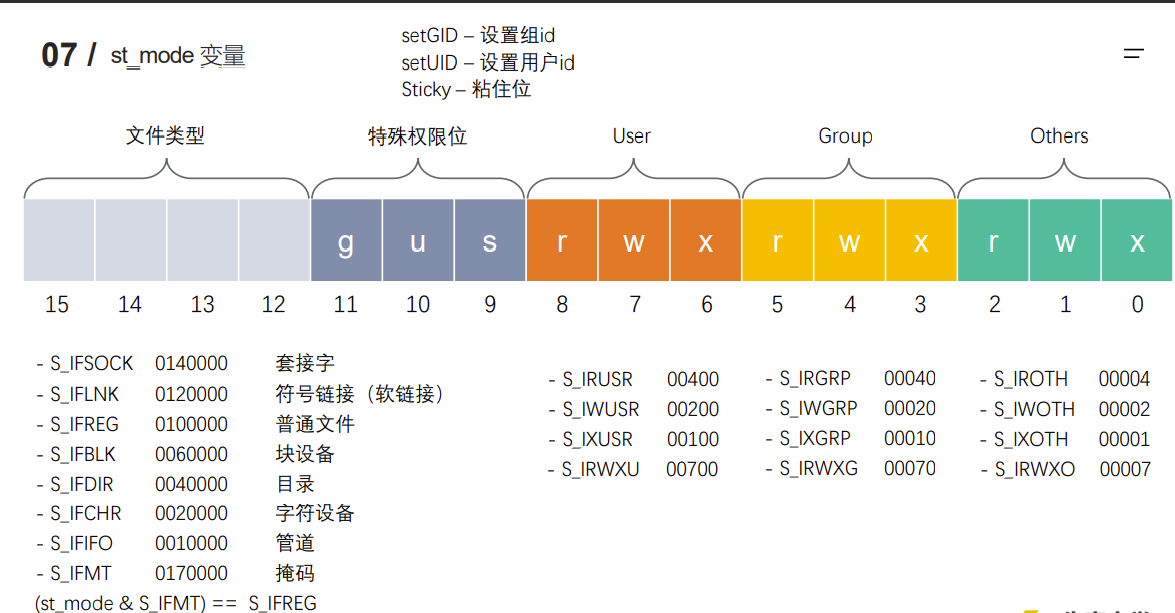 07 / st_mode 变量
setGID – 设置组id
setUID – 设置用户id
Sticky – 粘住位
文件类型 特殊权限位 User Group Others
g u s r w x r w x r w x
15 14 13 12 11 10 9 8 7 6 5 4 3 2 1 0
- S_IFSOCK 0140000 套接字
- S_IFLNK 0120000 符号链接（软链接）
- S_IFREG 0100000 普通文件
- S_IFBLK 0060000 块设备
- S_IFDIR 0040000 目录
- S_IFCHR 0020000 字符设备
- S_IFIFO 0010000 管道
- S_IFMT 0170000 掩码
(st_mode & S_IFMT) == S_IFREG
- S_IRUSR 00400
- S_IWUSR 00200
- S_IXUSR 00100
- S_IRWXU 00700
- S_IRGRP 00040
- S_IWGRP 00020
- S_IXGRP 00010
- S_IRWXG 00070
- S_IROTH 00004
- S_IWOTH 00002
- S_IXOTH 00001
- S_IRWXO 00007